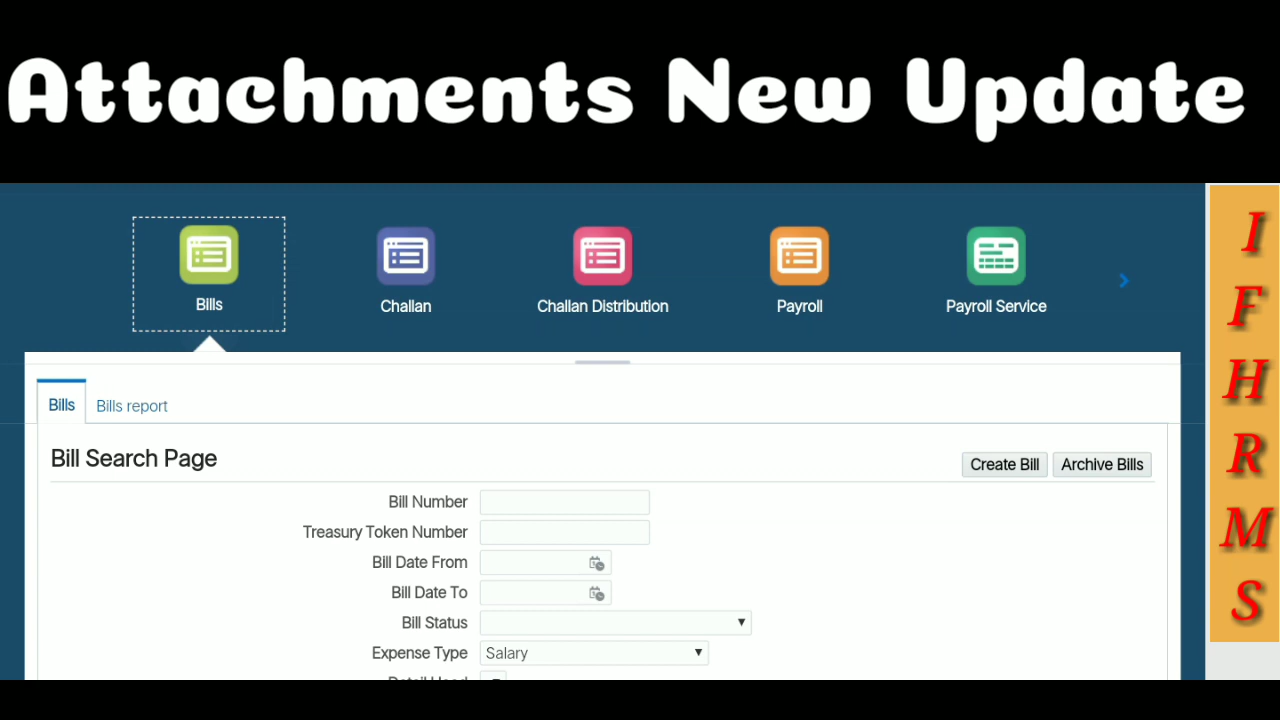 Attachments New Update
Bills
Challan
Challan Distribution
Payroll
Payroll Service
I
F
H
R
M
S
Bills
Bills report
Bill Search Page
Create Bill
Archive Bills
Bill Number
Treasury Token Number
Bill Date From
Bill Date To
Bill Status
Expense Type
Salary